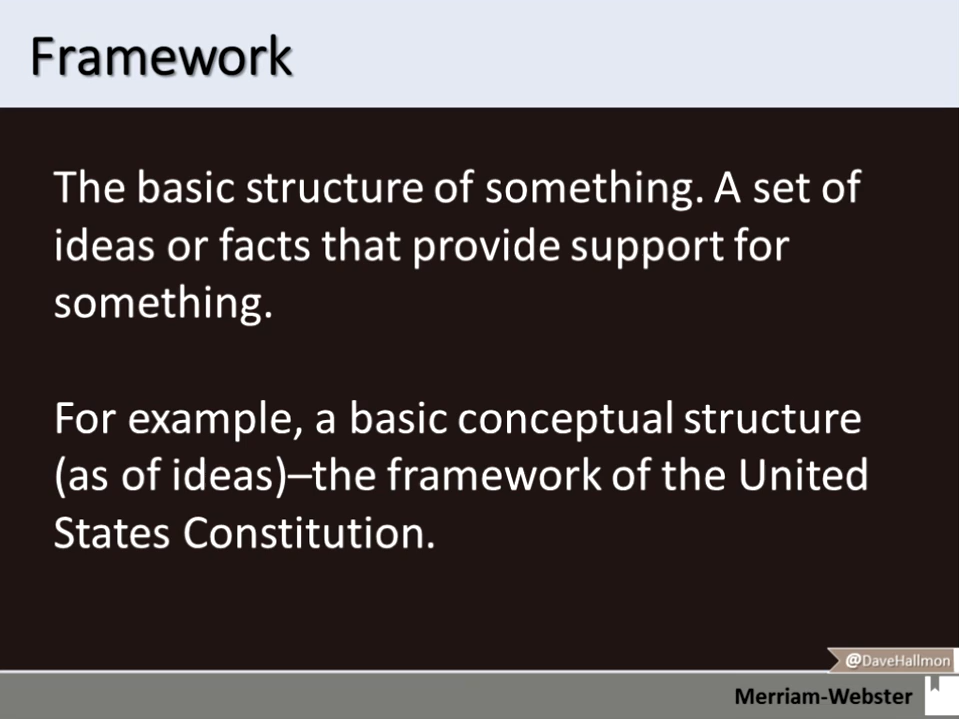 Framework
The basic structure of something. A set of
ideas or facts that provide support for
something.
For example, a basic conceptual structure
(as of ideas)–the framework of the United
States Constitution.
@DaveHallmon
Merriam-Webster